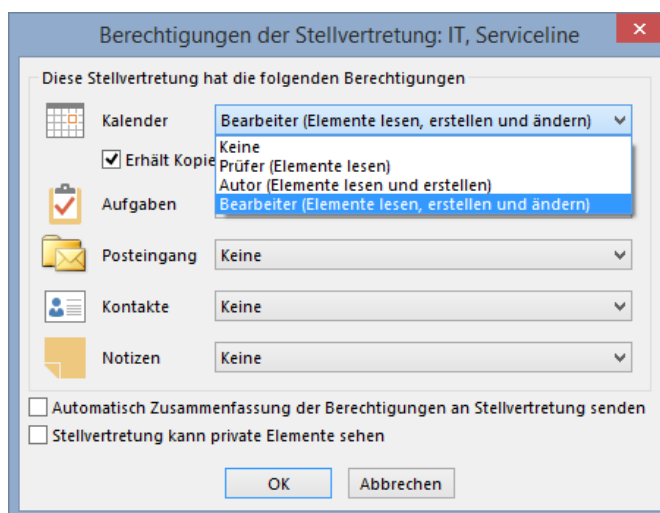 Berechtigungen der Stellvertretung: IT, Serviceline
Diese Stellvertretung hat die folgenden Berechtigungen
Kalender Bearbeiter (Elemente lesen, erstellen und ändern)
Keine
Erhält Kopie
Prüfer (Elemente lesen)
Autor (Elemente lesen und erstellen)
Aufgaben Bearbeiter (Elemente lesen, erstellen und ändern)
Posteingang Keine
Kontakte Keine
Notizen Keine
Automatisch Zusammenfassung der Berechtigungen an Stellvertretung senden
Stellvertretung kann private Elemente sehen
OK Abbrechen